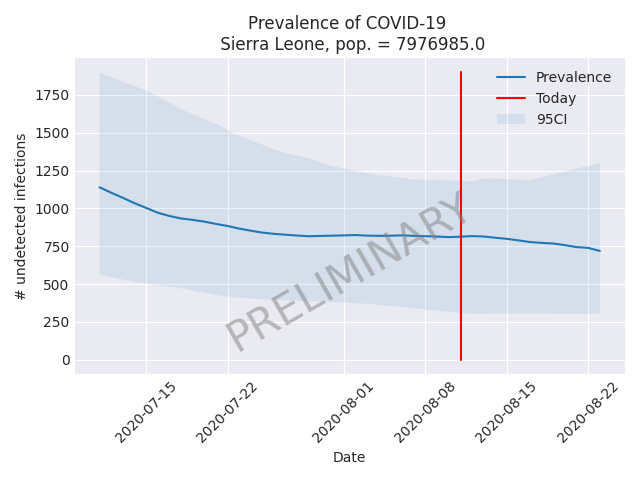 Prevalence of COVID-19
Sierra Leone, pop. = 7976985.0
Prevalence
Today
95CI
# undetected infections
1750
1500
1250
1000
750
500
250
0
PRELIMINARY
2020-07-15
2020-07-22
2020-08-01
2020-08-08
2020-08-15
2020-08-22
Date